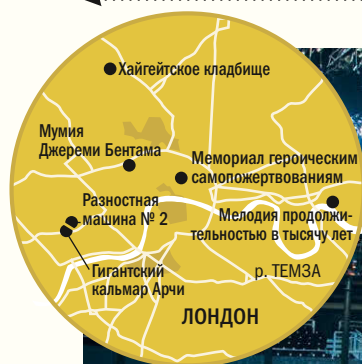 Хайгейтское кладбище
Мумия
Джереми Бентама
Мемориал героическим
самопожертвованиям
Разностная
машина № 2
Мелодия продолжи-
тельностью в тысячу лет
Гигантский
кальмар Арчи
р. ТЕМЗА
ЛОНДОН